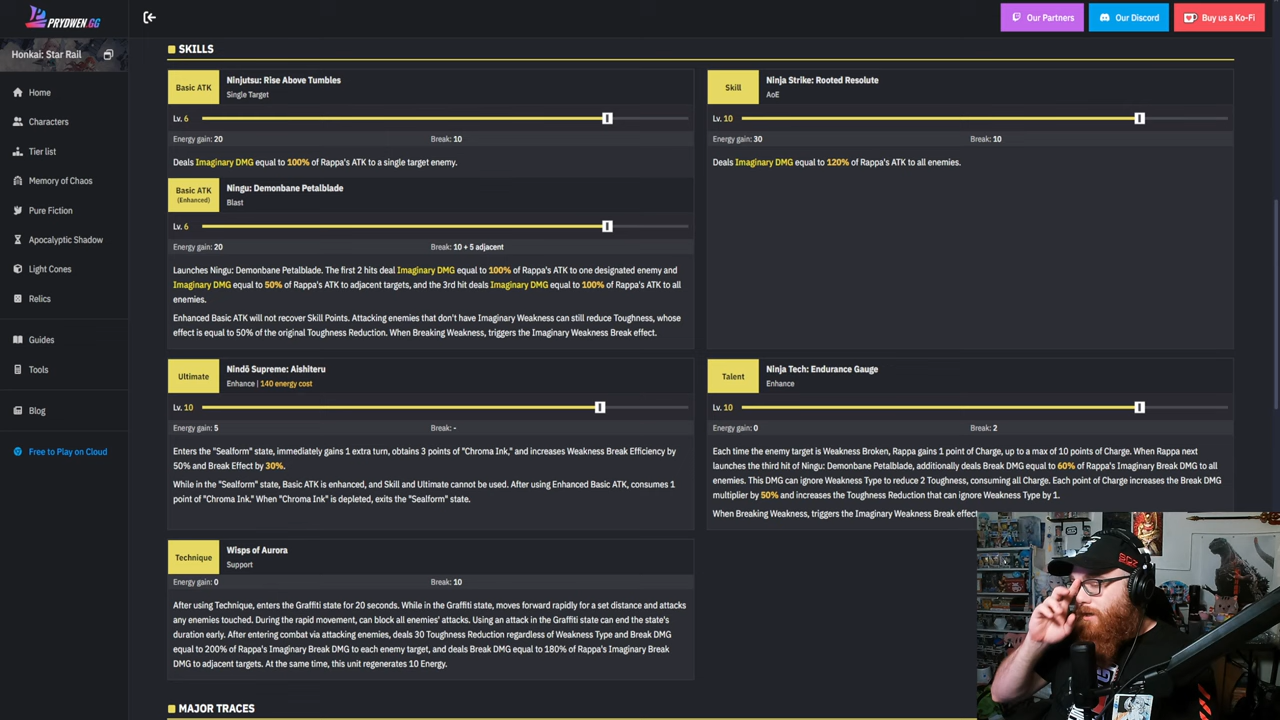 PRYDWEN.GG
Our Partners
Our Discord
Buy us a Ko-Fi
Honkai: Star Rail
Home
Characters
Tier list
Memory of Chaos
Pure Fiction
Apocalyptic Shadow
Light Cones
Relics
Guides
Tools
Blog
Free to Play on Cloud
SKILLS
Basic ATK
Ninjutsu: Rise Above Tumbles
Single Target
Lv. 6
Energy gain: 20
Break: 10
Deals Imaginary DMG equal to 100% of Rappa's ATK to a single target enemy.
Basic ATK
(Enhanced)
Ningu: Demonbane Petalblade
Blast
Lv. 6
Energy gain: 20
Break: 10 + 5 adjacent
Launches Ningu: Demonbane Petalblade. The first 2 hits deal Imaginary DMG equal to 100% of Rappa's ATK to one designated enemy and
Imaginary DMG equal to 50% of Rappa's ATK to adjacent targets, and the 3rd hit deals Imaginary DMG equal to 100% of Rappa's ATK to all
enemies.
Enhanced Basic ATK will not recover Skill Points. Attacking enemies that don't have Imaginary Weakness can still reduce Toughness, whose
effect is equal to 50% of the original Toughness Reduction. When Breaking Weakness, triggers the Imaginary Weakness Break effect.
Skill
Ninja Strike: Rooted Resolute
AoE
Lv. 10
Energy gain: 30
Break: 10
Deals Imaginary DMG equal to 120% of Rappa's ATK to all enemies.
Ultimate
Nindō Supreme: Aishiteru
Enhance | 140 energy cost
Lv. 10
Energy gain: 5
Break: -
Enters the "Sealform" state, immediately gains 1 extra turn, obtains 3 points of "Chroma Ink," and increases Weakness Break Efficiency by
50% and Break Effect by 30%.
While in the "Sealform" state, Basic ATK is enhanced, and Skill and Ultimate cannot be used. After using Enhanced Basic ATK, consumes 1
point of "Chroma Ink." When "Chroma Ink" is depleted, exits the "Sealform" state.
Talent
Ninja Tech: Endurance Gauge
Enhance
Lv. 10
Energy gain: 0
Break: 2
Each time the enemy target is Weakness Broken, Rappa gains 1 point of Charge, up to a max of 10 points of Charge. When Rappa next
launches the third hit of Ningu: Demonbane Petalblade, additionally deals Break DMG equal to 60% of Rappa's Imaginary Break DMG to all
enemies. This DMG can ignore Weakness Type to reduce 2 Toughness, consuming all Charge. Each point of Charge increases the Break DMG
multiplier by 50% and increases the Toughness Reduction that can ignore Weakness Type by 1.
When Breaking Weakness, triggers the Imaginary Weakness Break effect
Technique
Wisps of Aurora
Support
Energy gain: 0
Break: 10
After using Technique, enters the Graffiti state for 20 seconds. While in the Graffiti state, moves forward rapidly for a set distance and attacks
any enemies touched. During the rapid movement, can block all enemies' attacks. Using an attack in the Graffiti state can end the state's
duration early. After entering combat via attacking enemies, deals 30 Toughness Reduction regardless of Weakness Type and Break DMG
equal to 200% of Rappa's Imaginary Break DMG to each enemy target, and deals Break DMG equal to 180% of Rappa's Imaginary Break
DMG to adjacent targets. At the same time, this unit regenerates 10 Energy.
MAJOR TRACES